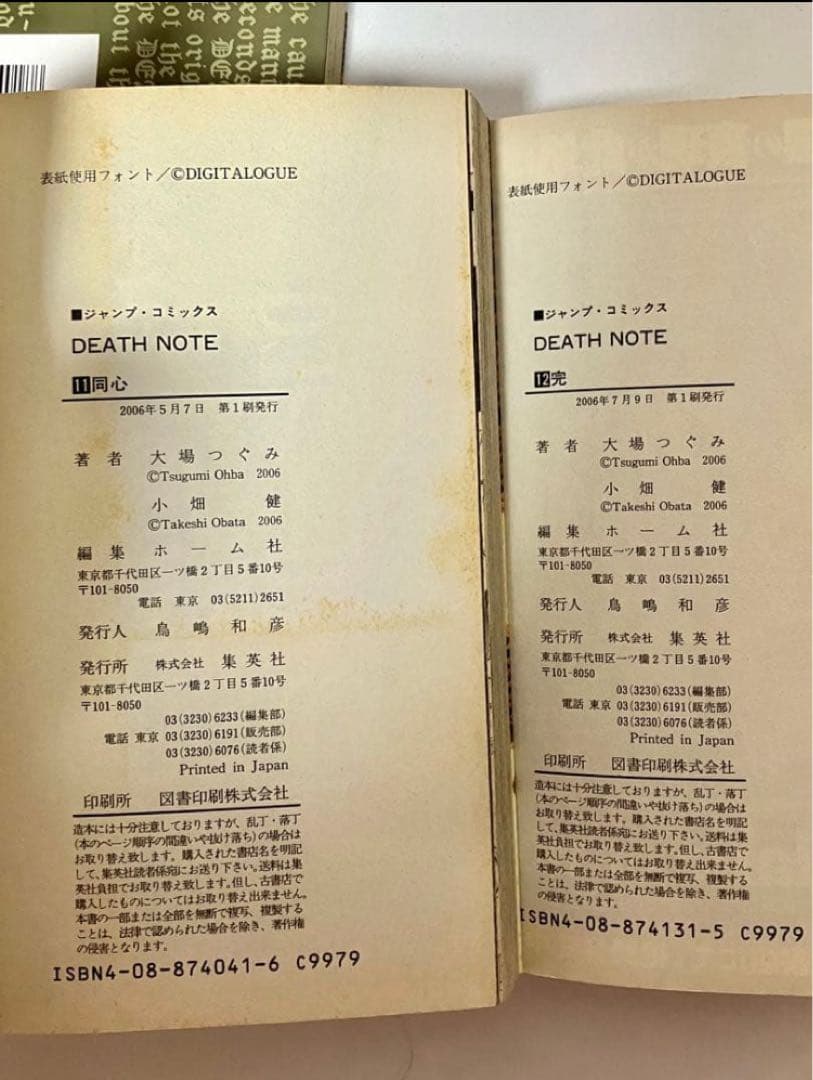 表紙使用フォント／©DIGITALOGUE
■ジャンプ・コミックス
DEATH NOTE
11同心
2006年5月7日 第1刷発行
著者 大場つぐみ
©Tsugumi Ohba 2006
小畑 健
©Takeshi Obata 2006
編集 ホーム社
東京都千代田区一ツ橋2丁目5番10号
〒101-8050
電話 東京 03(5211)2651
発行人 鳥嶋和彦
発行所 株式会社 集英社
東京都千代田区一ツ橋2丁目5番10号
〒101-8050
03(3230)6233(編集部)
電話 東京 03(3230)6191(販売部)
03(3230)6076(読者係)
Printed in Japan
印刷所 図書印刷株式会社
造本には十分注意しておりますが、乱丁・落丁
(本のページ順序の間違いや抜け落ち)の場合は
お取り替え致します。購入された書店名を明記
して、集英社読者係宛にお送り下さい。送料は集
英社負担でお取り替え致します。但し、古書店で
購入したものについてはお取り替え出来ません。
本書の一部または全部を無断で複写、複製する
ことは、法律で認められた場合を除き、著作権
の侵害となります。
ISBN4-08-874041-6 C9979
表紙使用フォント／©DIGITALOGUE
■ジャンプ・コミックス
DEATH NOTE
12完
2006年7月9日 第1刷発行
著者 大場つぐみ
©Tsugumi Ohba 2006
小畑 健
©Takeshi Obata 2006
編集 ホーム社
東京都千代田区一ツ橋2丁目5番10号
〒101-8050
電話 東京 03(5211)2651
発行人 鳥嶋和彦
発行所 株式会社 集英社
東京都千代田区一ツ橋2丁目5番10号
〒101-8050
03(3230)6233(編集部)
電話 東京 03(3230)6191(販売部)
03(3230)6076(読者係)
Printed in Japan
印刷所 図書印刷株式会社
造本には十分注意しておりますが、乱丁・落丁
(本のページ順序の間違いや抜け落ち)の場合は
お取り替え致します。購入された書店名を明記
して、集英社読者係宛にお送り下さい。送料は集
英社負担でお取り替え致します。但し、古書店で
購入したものについてはお取り替え出来ません。
本書の一部または全部を無断で複写、複製する
ことは、法律で認められた場合を除き、著作権
の侵害となります。
ISBN4-08-874131-5 C9979